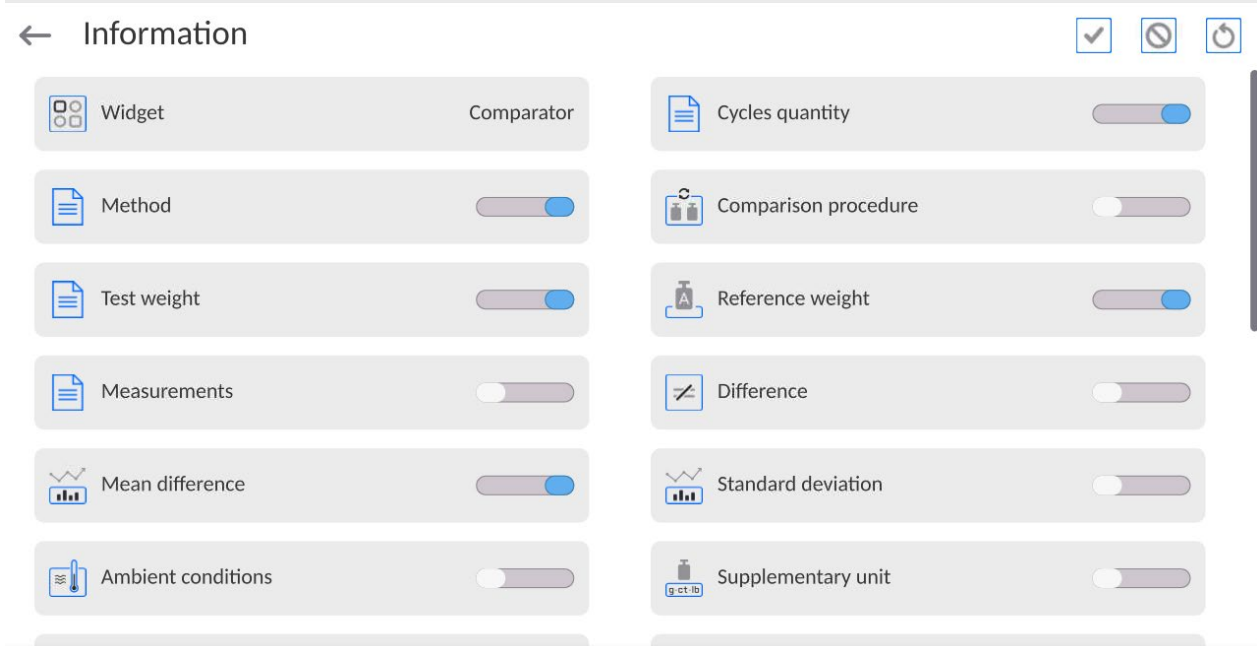 Information
Widget Comparator
Cycles quantity
Method
Comparison procedure
Test weight
A
Reference weight
Measurements
Difference
Mean difference
Standard deviation
Ambient conditions
g-ct-lb
Supplementary unit